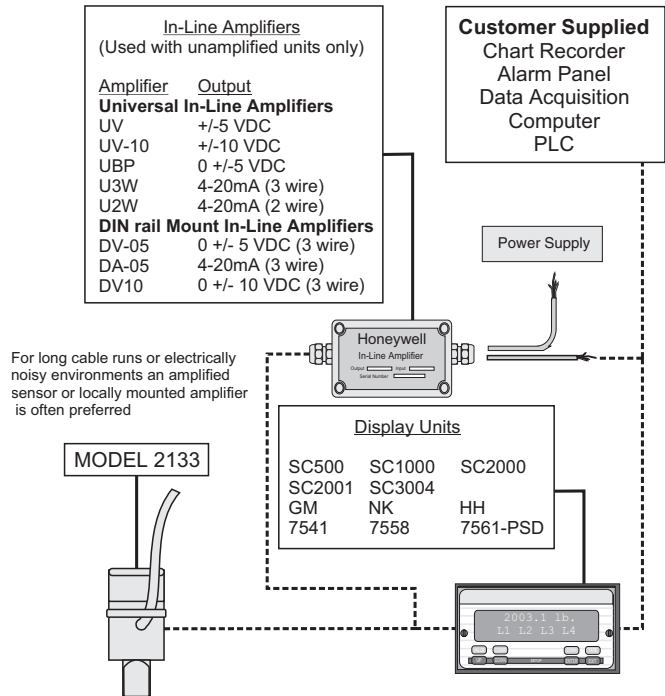 In-Line Amplifiers
(Used with unamplified units only)
Amplifier Output
Universal In-Line Amplifiers
UV +/-5 VDC
UV-10 +/-10 VDC
UBP 0 +/-5 VDC
U3W 4-20mA (3 wire)
U2W 4-20mA (2 wire)
DIN rail Mount In-Line Amplifiers
DV-05 0 +/- 5 VDC (3 wire)
DA-05 4-20mA (3 wire)
DV10 0 +/- 10 VDC (3 wire)
Customer Supplied
Chart Recorder
Alarm Panel
Data Acquisition
Computer
PLC
Power Supply
Honeywell
In-Line Amplifier
Output Input
Serial Number
For long cable runs or electrically
noisy environments an amplified
sensor or locally mounted amplifier
is often preferred
MODEL 2133
Display Units
SC500 SC1000 SC2000
SC2001 SC3004
GM NK HH
7541 7558 7561-PSD
2003.1 lb.
L1 L2 L3 L4
UP DOWN SETUP ENTER EXIT